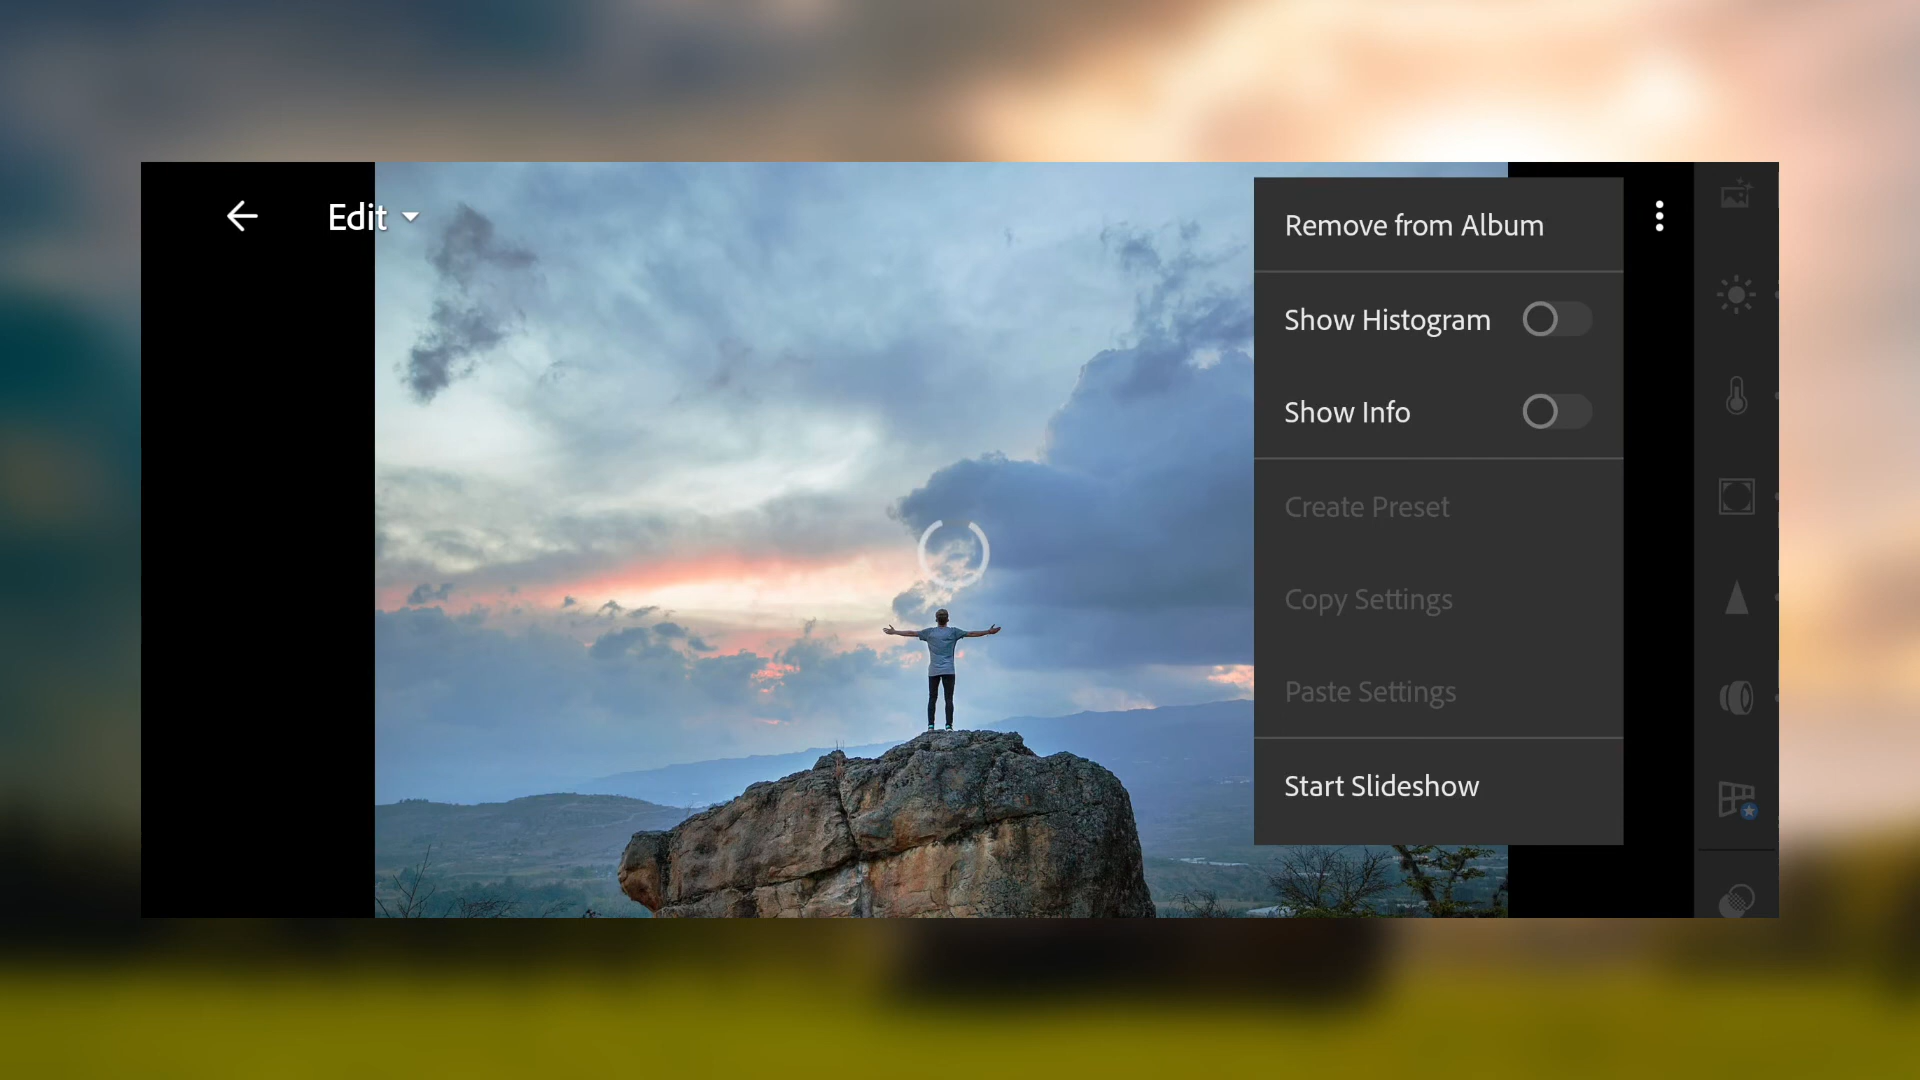 Edit
Remove from Album
Show Histogram
Show Info
Create Preset
Copy Settings
Paste Settings
Start Slideshow